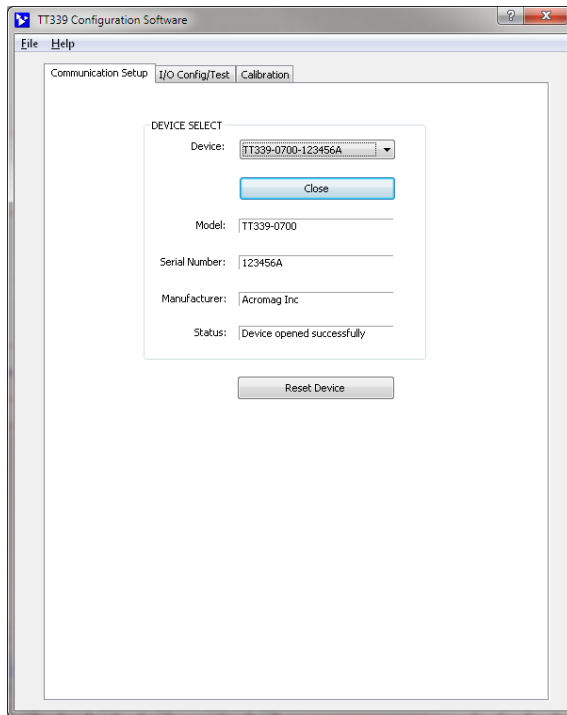 TT339 Configuration Software
File Help
Communication Setup I/O Config/Test Calibration
DEVICE SELECT
Device: TT339-0700-123456A
Close
Model: TT339-0700
Serial Number: 123456A
Manufacturer: Acromag Inc
Status: Device opened successfully
Reset Device